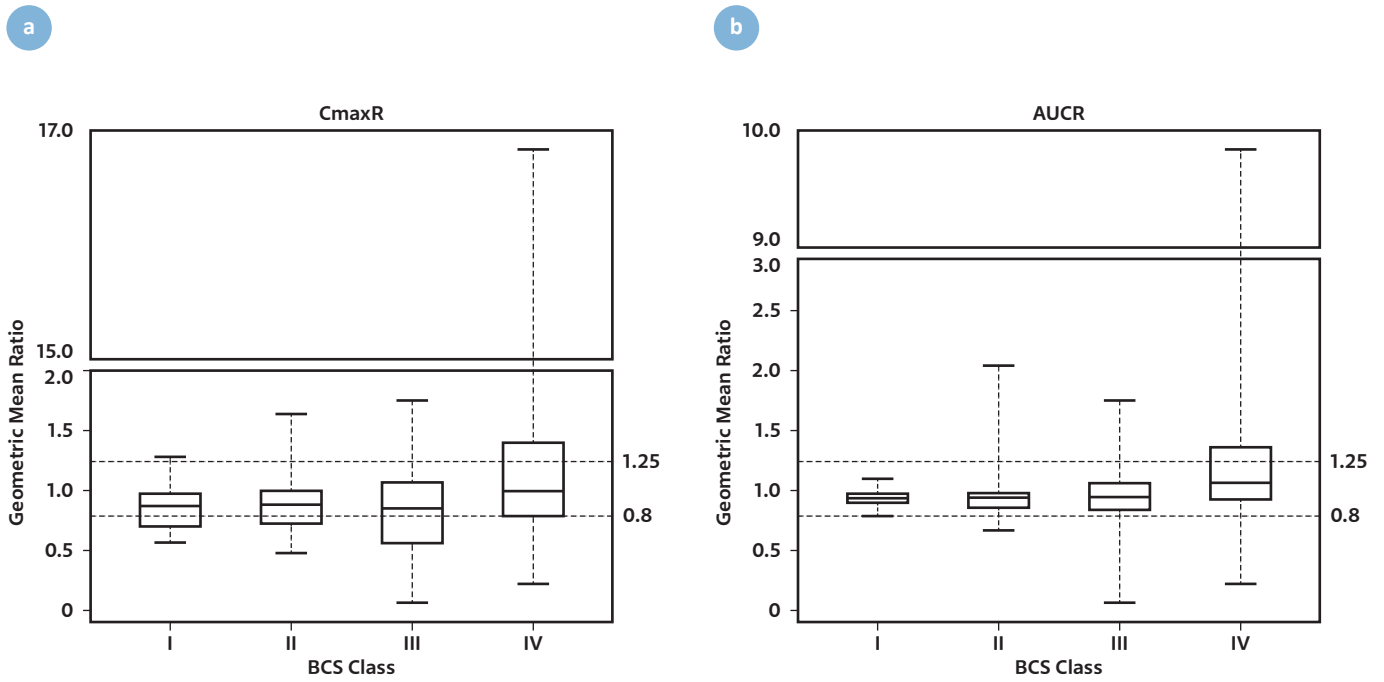 a
CmaxR
Geometric Mean Ratio
17.0
15.0
2.0
1.5
1.0
0.5
0
1.25
0.8
I II III IV
BCS Class
b
AUCR
Geometric Mean Ratio
10.0
9.0
3.0
2.5
2.0
1.5
1.0
0.5
0
1.25
0.8
I II III IV
BCS Class